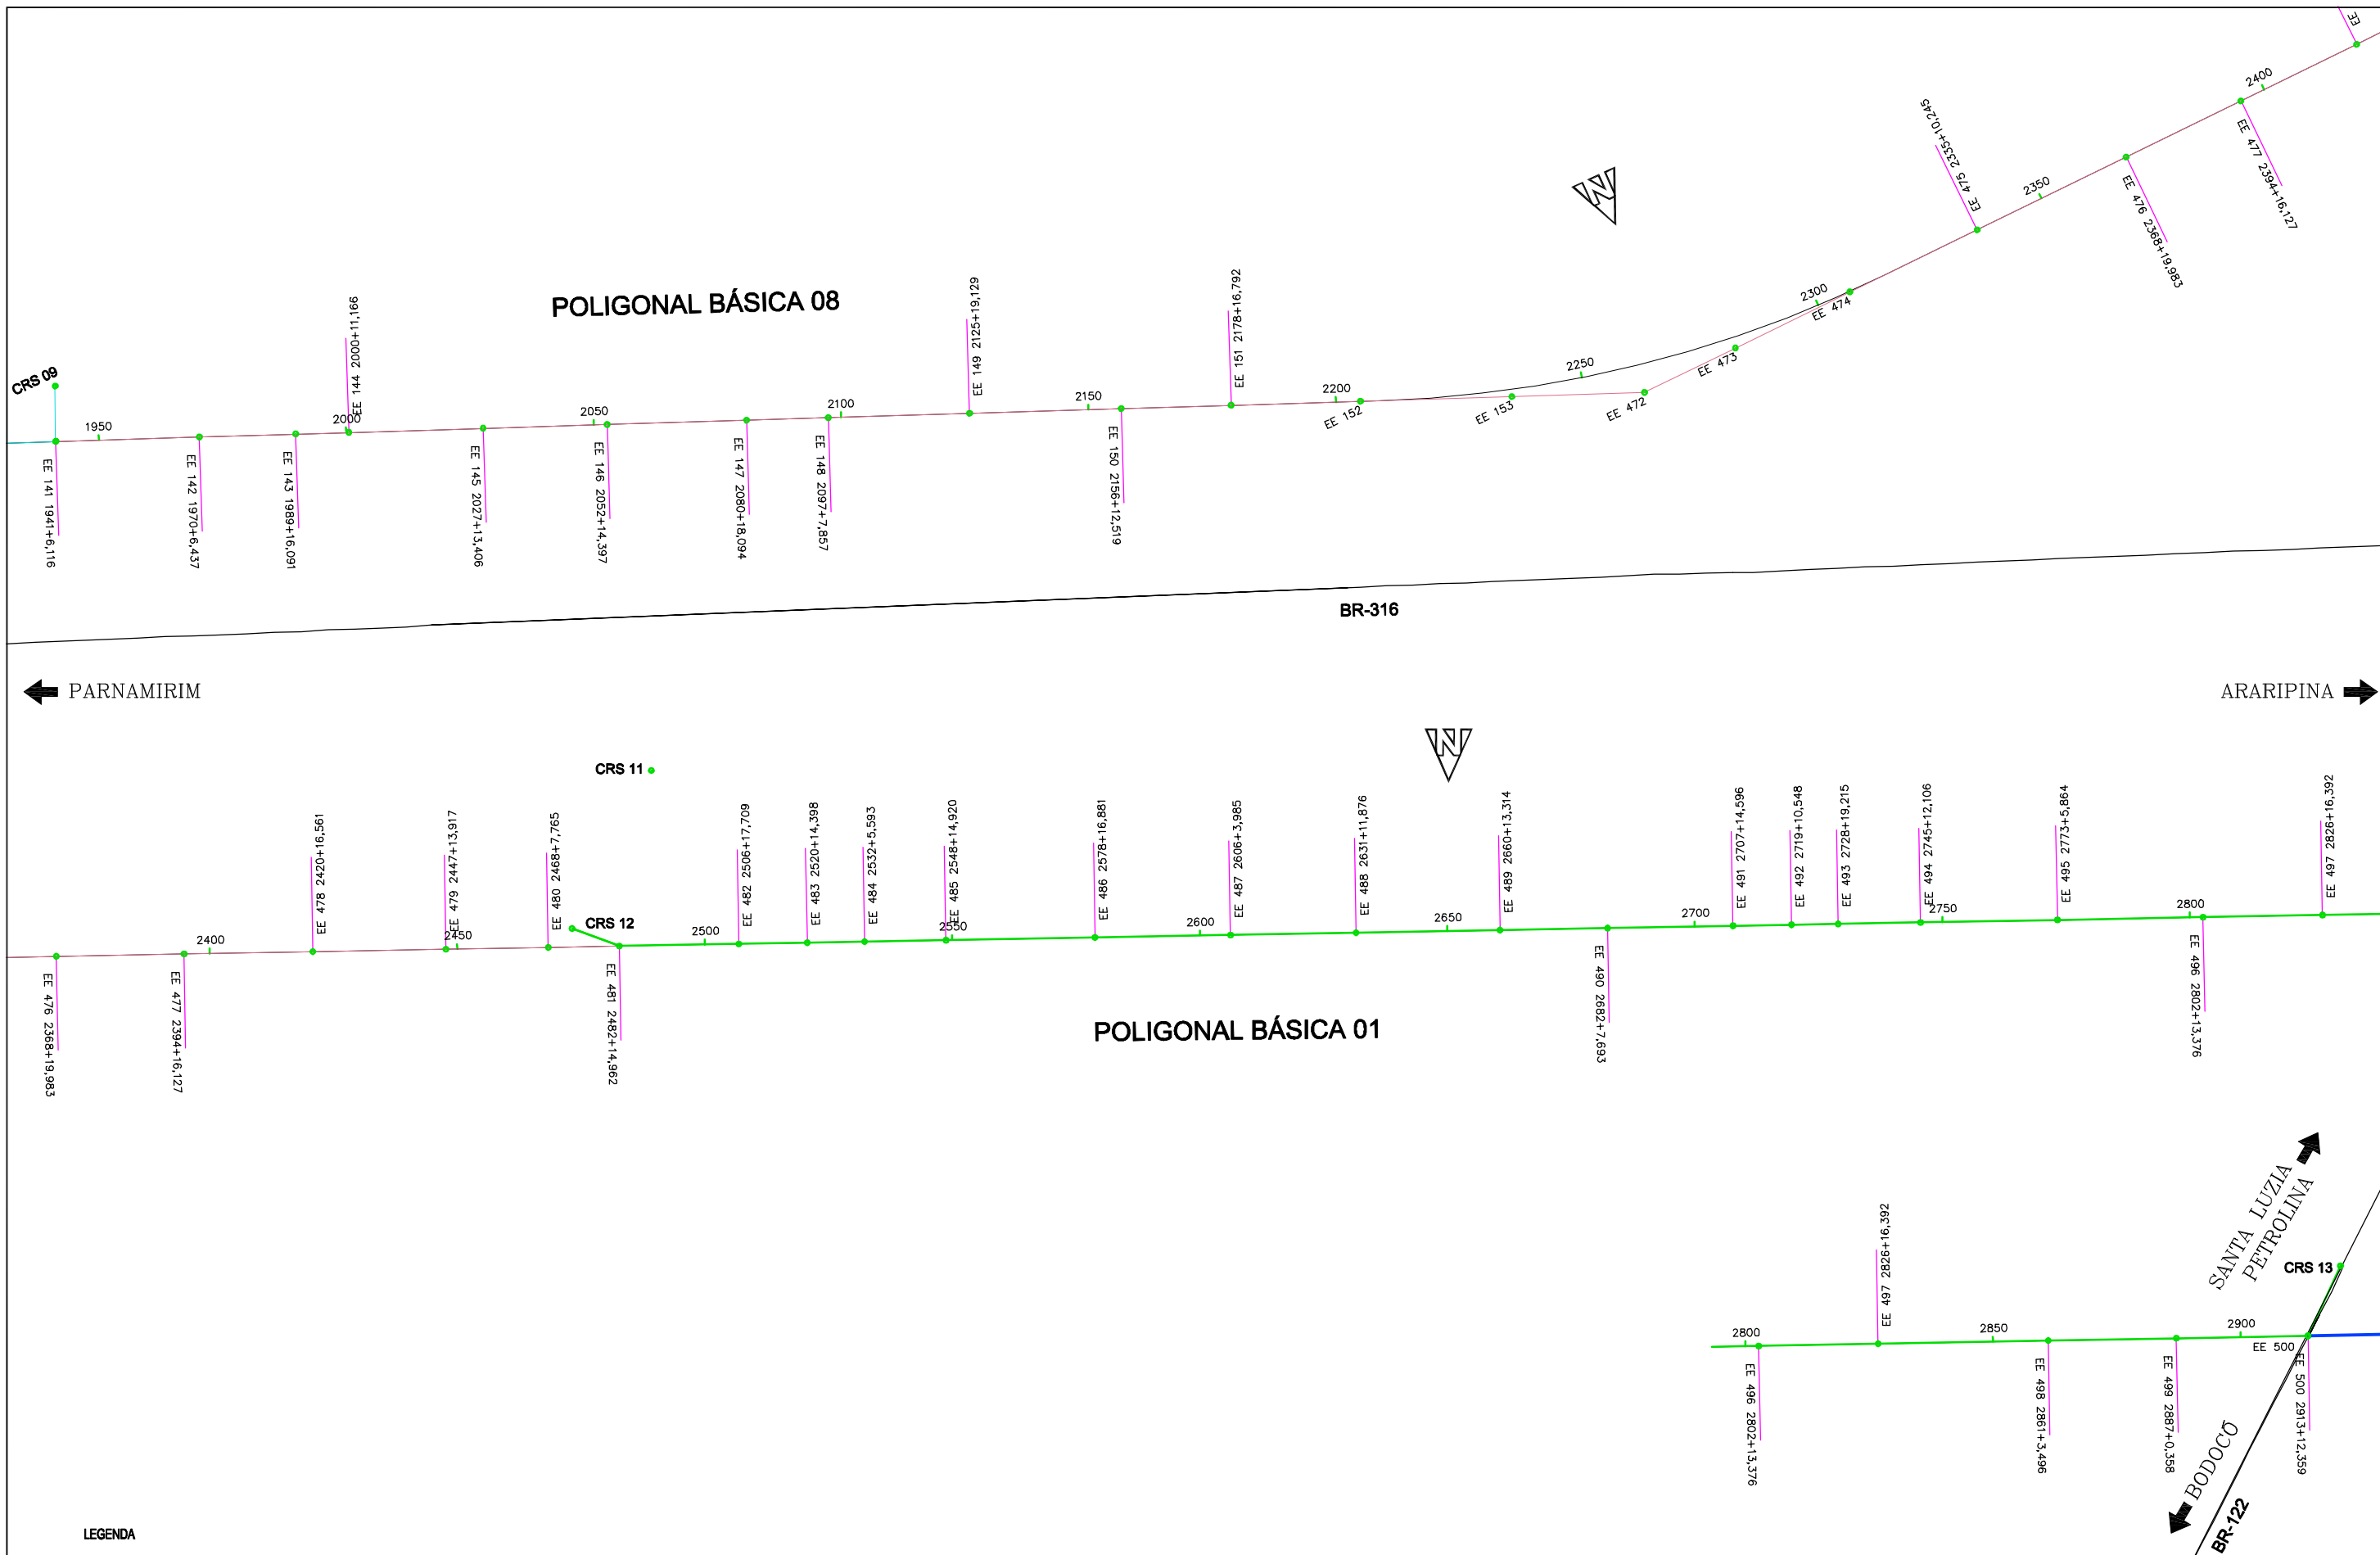 EE
2400
EE 477 2394+16,127
EE 475 2335+10,245
2350
EE 476 2368+19,983
N
2300
EE 474
POLIGONAL BÁSICA 08
EE 144 2000+11,166
EE 149 2125+19,129
EE 151 2178+16,792
CRS 09
1950
2000
2050
2100
2150
2200
2250
EE 152
EE 153
EE 472
EE 473
EE 141 1941+6,116
EE 142 1970+6,437
EE 143 1989+16,091
EE 145 2027+13,406
EE 146 2052+14,397
EE 147 2080+18,094
EE 148 2097+7,857
EE 150 2156+12,519
BR-316
PARNAMIRIM
ARARIPINA
N
CRS 11
EE 478 2420+16,561
EE 479 2447+13,917
EE 480 2468+7,765
EE 482 2506+17,709
EE 483 2520+14,398
EE 484 2532+5,593
EE 485 2548+14,920
EE 486 2578+16,881
EE 487 2606+3,985
EE 488 2631+11,876
EE 489 2660+13,314
EE 491 2707+14,596
EE 492 2719+10,548
EE 493 2728+19,215
EE 494 2745+12,106
EE 495 2773+5,864
EE 497 2826+16,392
CRS 12
2400
2450
2500
2550
2600
2650
2700
2750
2800
EE 476 2368+19,983
EE 477 2394+16,127
EE 481 2482+14,962
EE 490 2682+7,693
EE 496 2802+13,376
POLIGONAL BÁSICA 01
SANTA LUZIA
PETROLINA
CRS 13
EE 497 2826+16,392
2800
2850
2900
EE 500
EE 496 2802+13,376
EE 498 2861+3,496
EE 499 2887+0,358
EE 500 2913+12,359
BODOCÓ
BR-122
LEGENDA